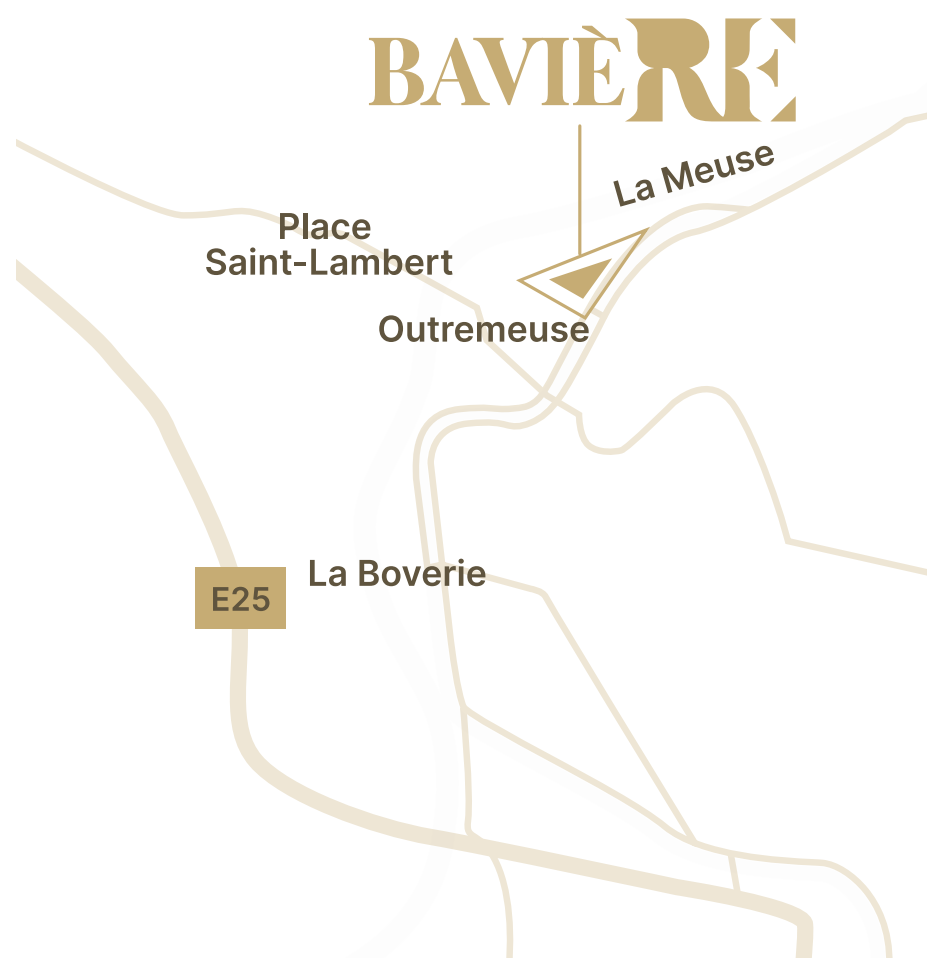 BAVIÈRE
La Meuse
Place
Saint-Lambert
Outremeuse
La Boverie
E25